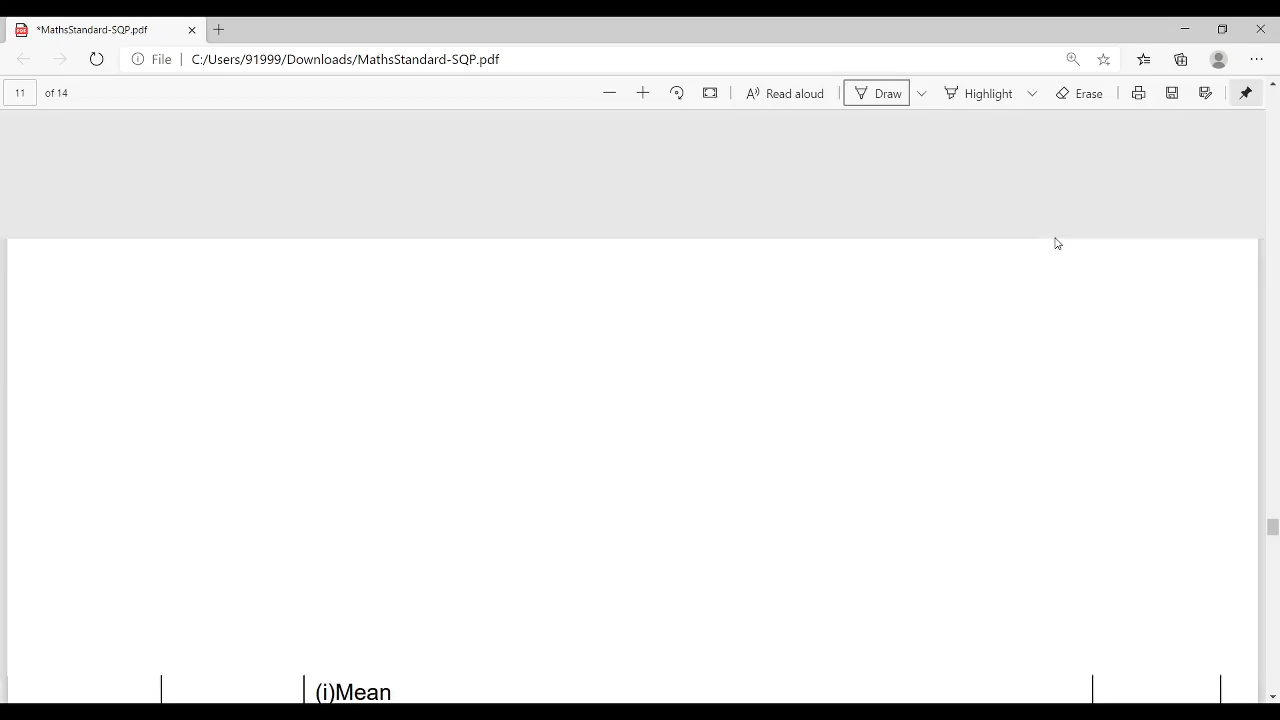 *MathsStandard-SQP.pdf
File | C:/Users/91999/Downloads/MathsStandard-SQP.pdf
11 of 14 Read aloud Draw Highlight Erase
(i)Mean